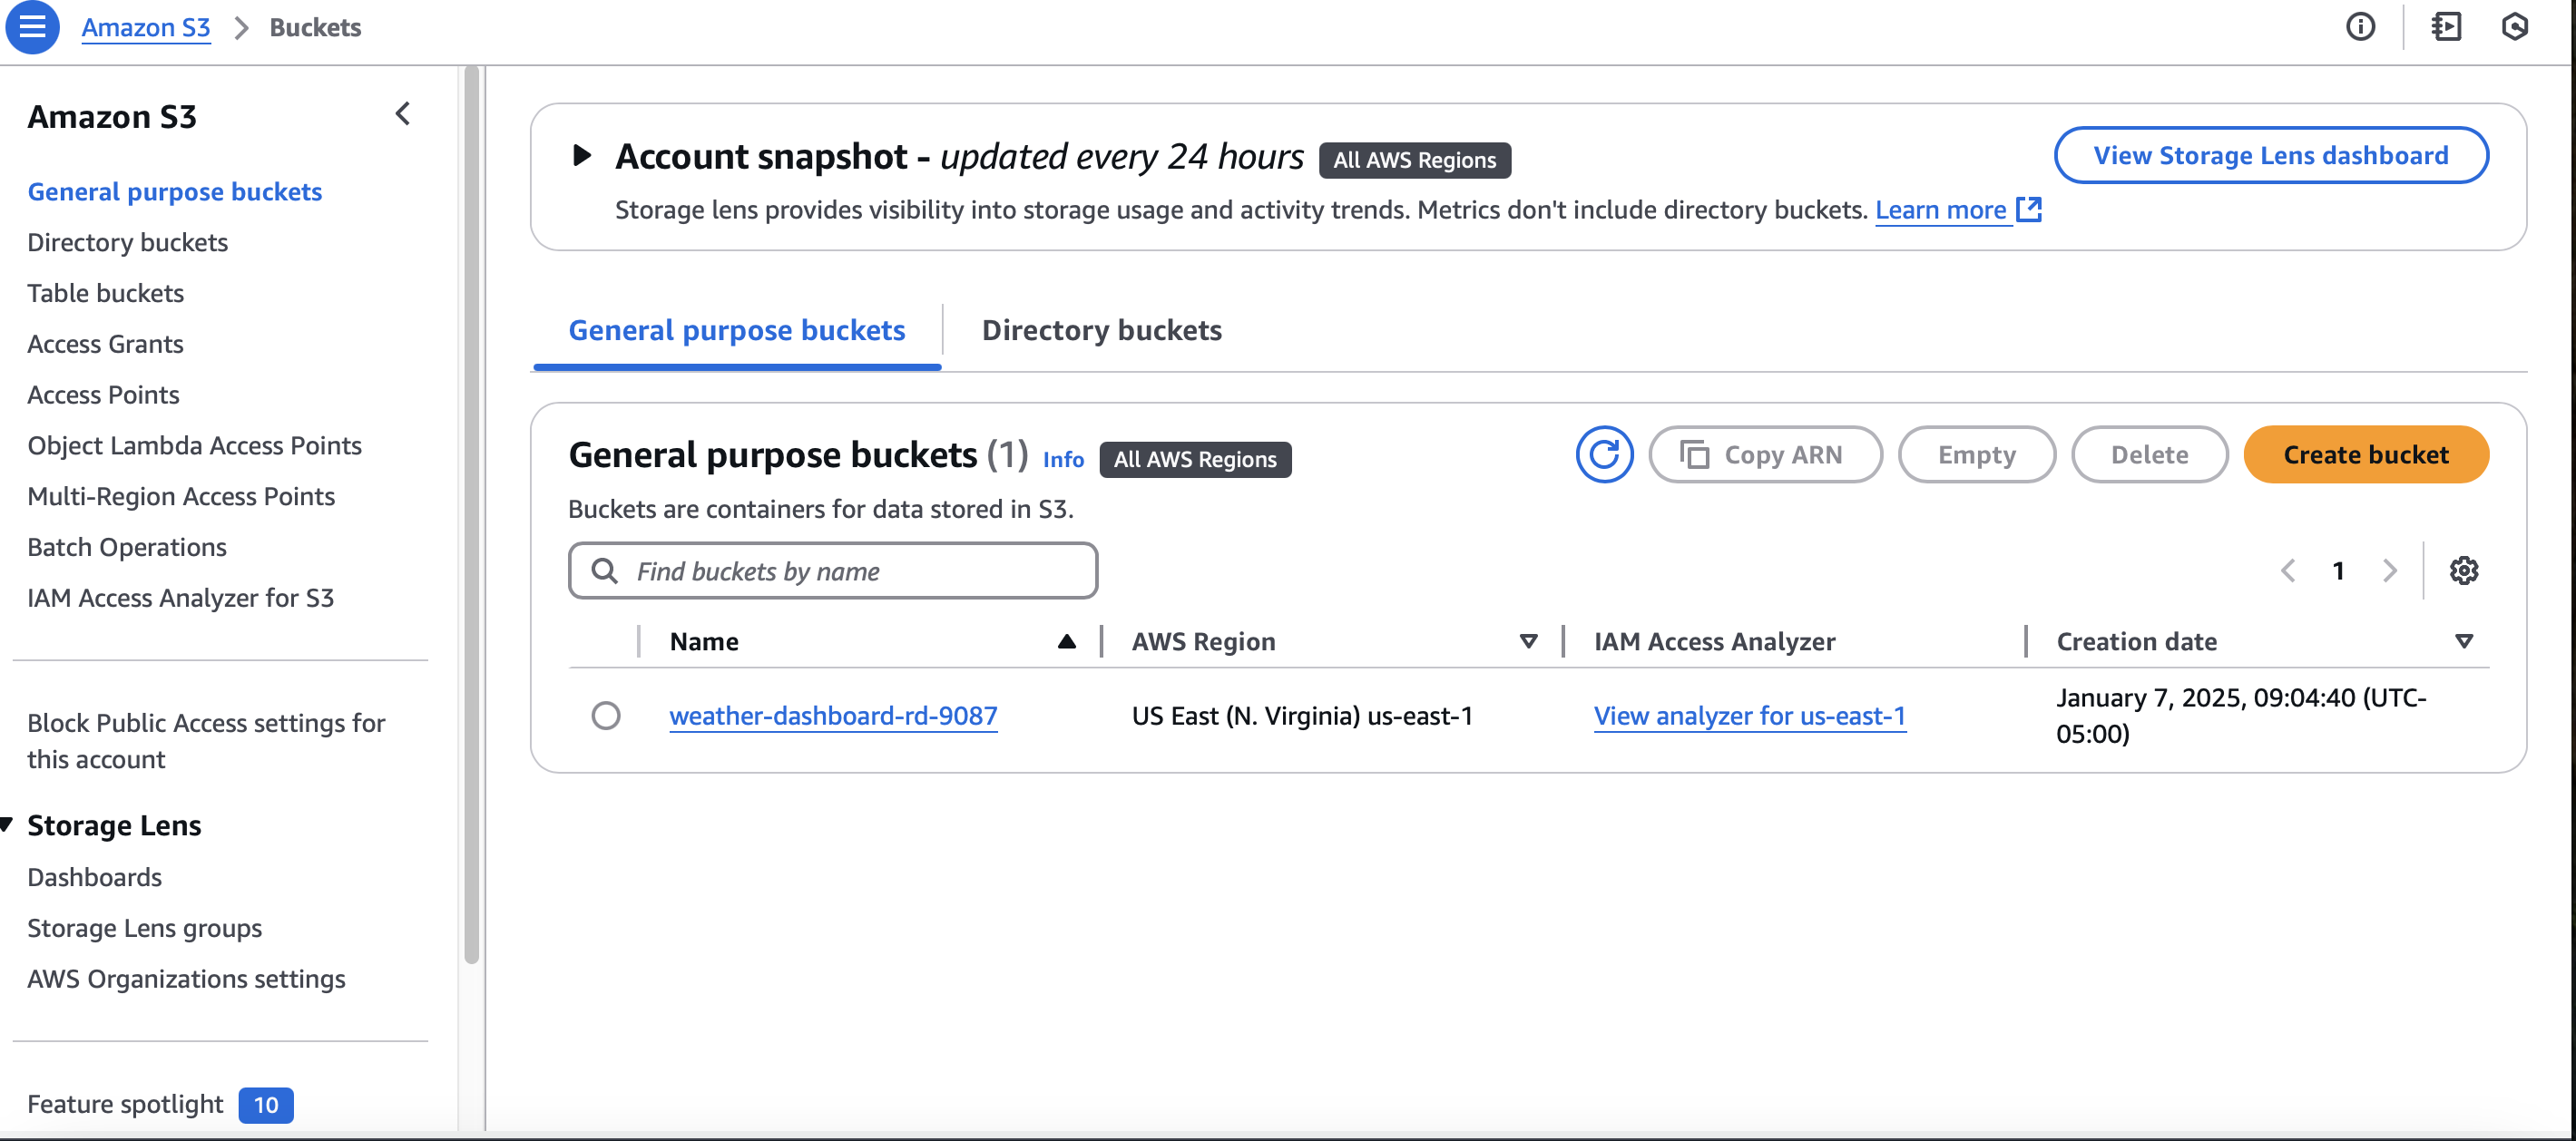 Amazon S3 > Buckets
Amazon S3
General purpose buckets
Directory buckets
Table buckets
Access Grants
Access Points
Object Lambda Access Points
Multi-Region Access Points
Batch Operations
IAM Access Analyzer for S3
Block Public Access settings for
this account
Storage Lens
Dashboards
Storage Lens groups
AWS Organizations settings
Feature spotlight 10
Account snapshot - updated every 24 hours All AWS Regions
View Storage Lens dashboard
Storage lens provides visibility into storage usage and activity trends. Metrics don't include directory buckets. Learn more
General purpose buckets Directory buckets
General purpose buckets (1) Info All AWS Regions
Copy ARN Empty Delete Create bucket
Buckets are containers for data stored in S3.
Find buckets by name
1
Name AWS Region IAM Access Analyzer Creation date
weather-dashboard-rd-9087 US East (N. Virginia) us-east-1 View analyzer for us-east-1 January 7, 2025, 09:04:40 (UTC-
05:00)